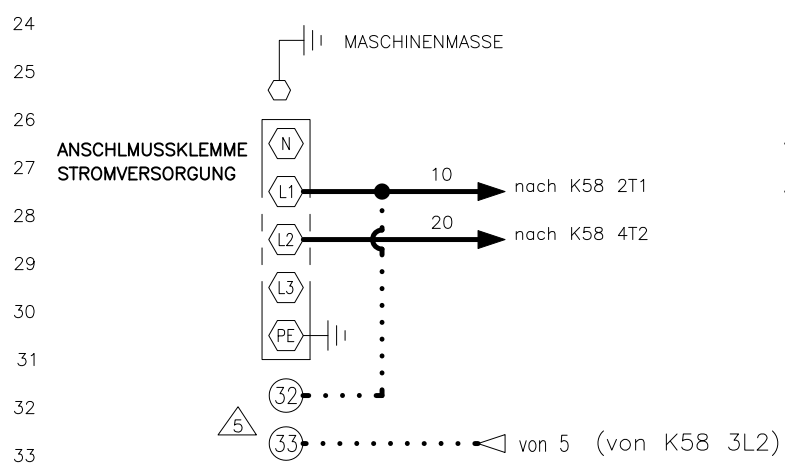 24
MASCHINENMASSE
25
26
N
ANSCHLMUSSKLEMME
27
STROMVERSORGUNG
L1
10
nach K58 2T1
28
L2
20
nach K58 4T2
29
L3
30
PE
31
32
32
5
33
von 5 (von K58 3L2)
33